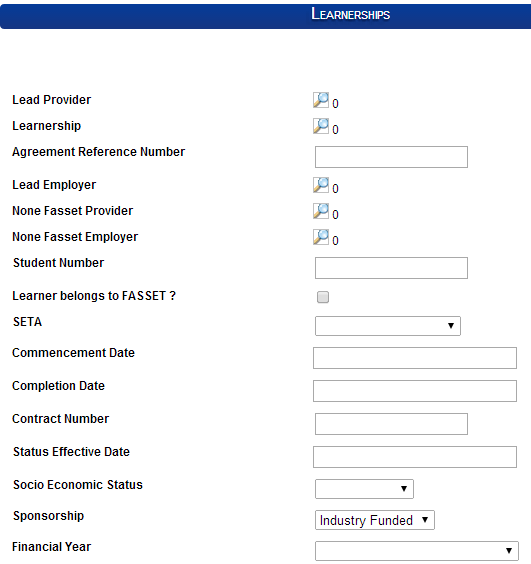 Learnerships
Lead Provider 0
Learnership 0
Agreement Reference Number
Lead Employer 0
None Fasset Provider 0
None Fasset Employer 0
Student Number
Learner belongs to FASSET ?
SETA
Commencement Date
Completion Date
Contract Number
Status Effective Date
Socio Economic Status
Sponsorship Industry Funded
Financial Year